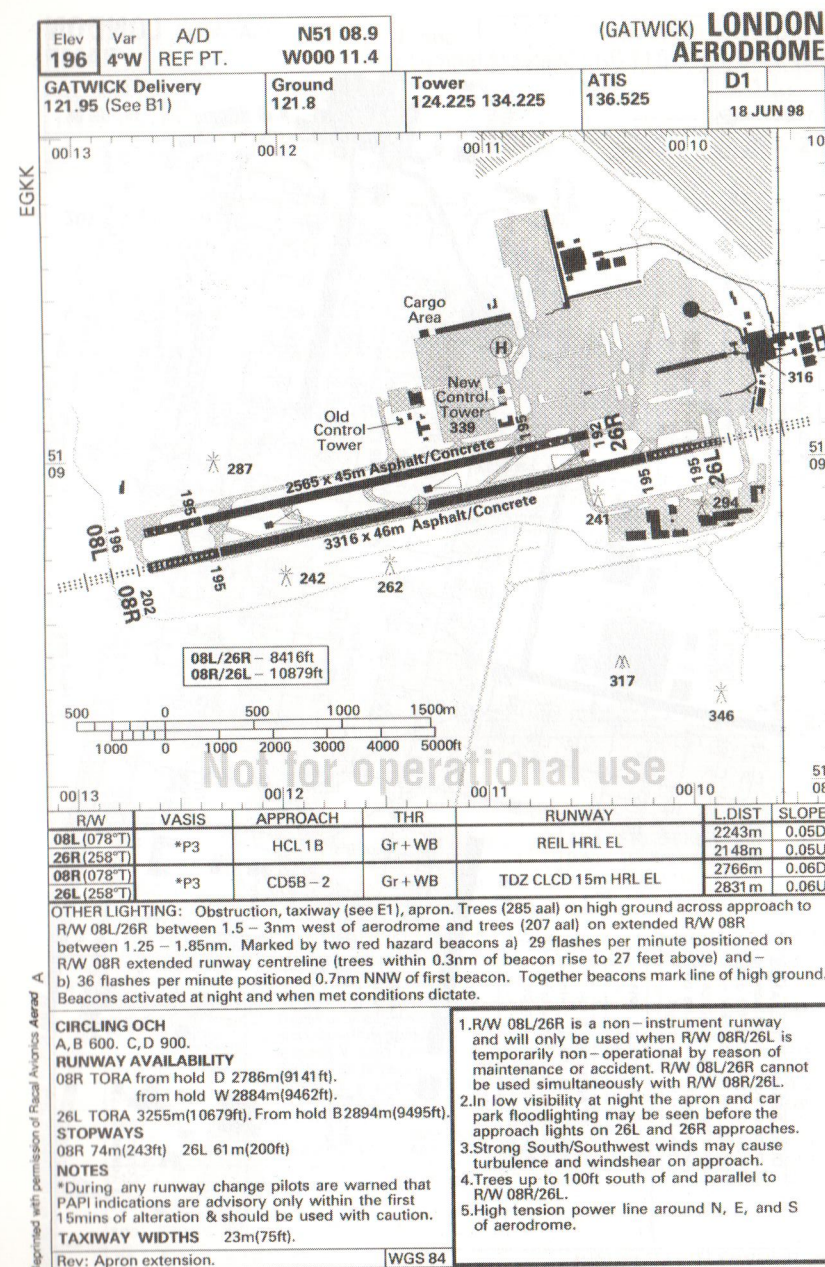 Elev
196
Var
4°W
A/D
REF PT.
N51 08.9
W000 11.4
(GATWICK) LONDON
AERODROME
GATWICK Delivery
121.95 (See B1)
Ground
121.8
Tower
124.225 134.225
ATIS
136.525
D1
18 JUN 98
00 13
00 12
00 11
00 10
10
EGKK
Cargo
Area
H
New
Control
Tower
339
Old
Control
Tower
316
195
192
26R
51
09
287
2565 x 45m Asphalt/Concrete
195
195
26L
51
09
195
241
294
08L
196
3316 x 46m Asphalt/Concrete
08R
202
195
242
262
08L/26R – 8416ft
08R/26L – 10879ft
317
346
500 0 500 1000 1500m
1000 0 1000 2000 3000 4000 5000ft
Not for operational use
51
08
00 13
00 12
00 11
00 10
R/W VASIS APPROACH THR RUNWAY L.DIST SLOPE
08L (078°T) *P3 HCL 1B Gr + WB REIL HRL EL 2243m 0.05D
26R (258°T) 2148m 0.05U
08R (078°T) *P3 CD5B – 2 Gr + WB TDZ CLCD 15m HRL EL 2766m 0.06D
26L (258°T) 2831m 0.06U
OTHER LIGHTING: Obstruction, taxiway (see E1), apron. Trees (285 aal) on high ground across approach to
R/W 08L/26R between 1.5 – 3nm west of aerodrome and trees (207 aal) on extended R/W 08R
between 1.25 – 1.85nm. Marked by two red hazard beacons a) 29 flashes per minute positioned on
R/W 08R extended runway centreline (trees within 0.3nm of beacon rise to 27 feet above) and –
b) 36 flashes per minute positioned 0.7nm NNW of first beacon. Together beacons mark line of high ground.
Beacons activated at night and when met conditions dictate.
CIRCLING OCH
A,B 600. C,D 900.
RUNWAY AVAILABILITY
08R TORA from hold D 2786m(9141ft).
from hold W 2884m(9462ft).
26L TORA 3255m(10679ft). From hold B 2894m(9495ft).
STOPWAYS
08R 74m(243ft) 26L 61m(200ft)
NOTES
*During any runway change pilots are warned that
PAPI indications are advisory only within the first
15mins of alteration & should be used with caution.
TAXIWAY WIDTHS 23m(75ft).
Rev: Apron extension.
WGS 84
1.R/W 08L/26R is a non – instrument runway
and will only be used when R/W 08R/26L is
temporarily non – operational by reason of
maintenance or accident. R/W 08L/26R cannot
be used simultaneously with R/W 08R/26L.
2.In low visibility at night the apron and car
park floodlighting may be seen before the
approach lights on 26L and 26R approaches.
3.Strong South/Southwest winds may cause
turbulence and windshear on approach.
4.Trees up to 100ft south of and parallel to
R/W 08R/26L.
5.High tension power line around N, E, and S
of aerodrome.
Reprinted with permission of Racal Avionics Aerad A